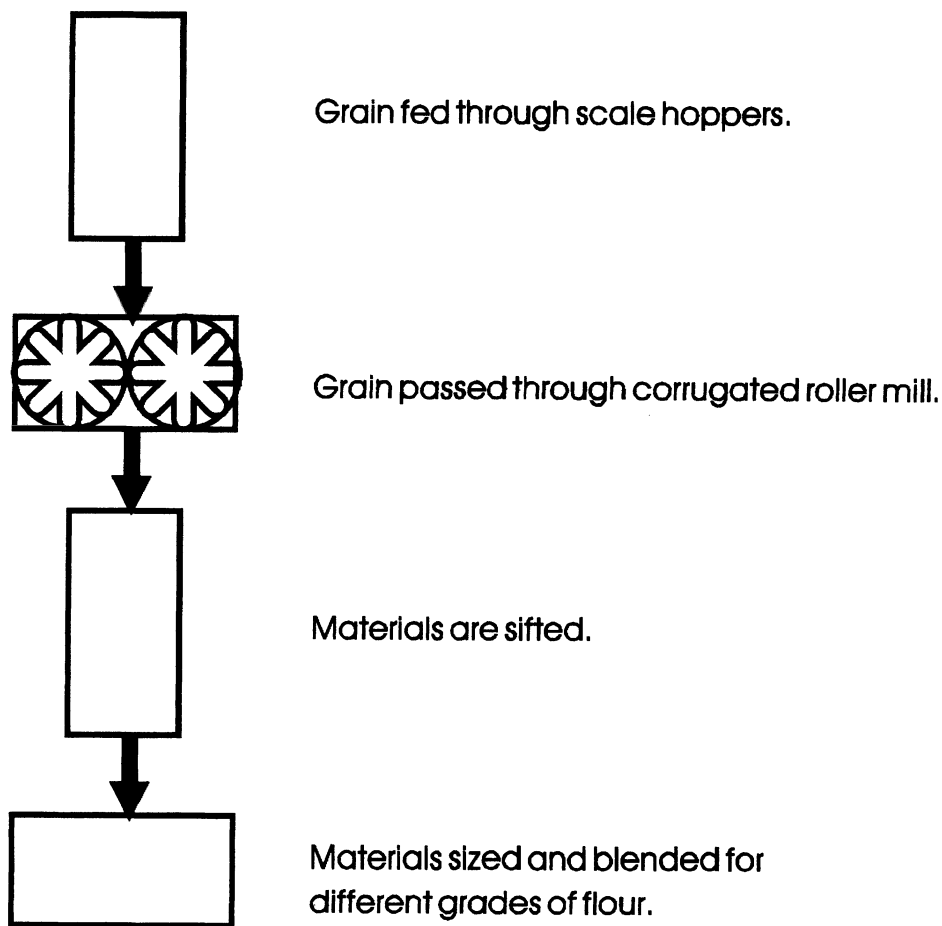 Grain fed through scale hoppers.
Grain passed through corrugated roller mill.
Materials are sifted.
Materials sized and blended for
different grades of flour.